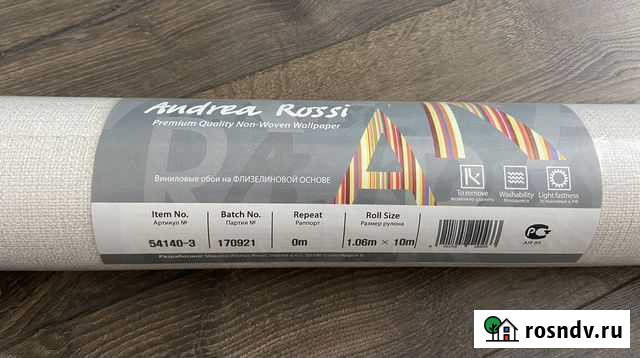 Andrea Rossi
Premium Quality Non-Woven Wallpaper
Виниловые обои на ФЛИЗЕЛИНОВОЙ ОСНОВЕ
To remove
Washability
Light fastness
Item No.
Артикул №
54140-3
Batch No.
Партия №
170921
Repeat
Раппорт
0m
Roll Size
Размер рулона
1.06m × 10m
Разработано:
rosndv.ru